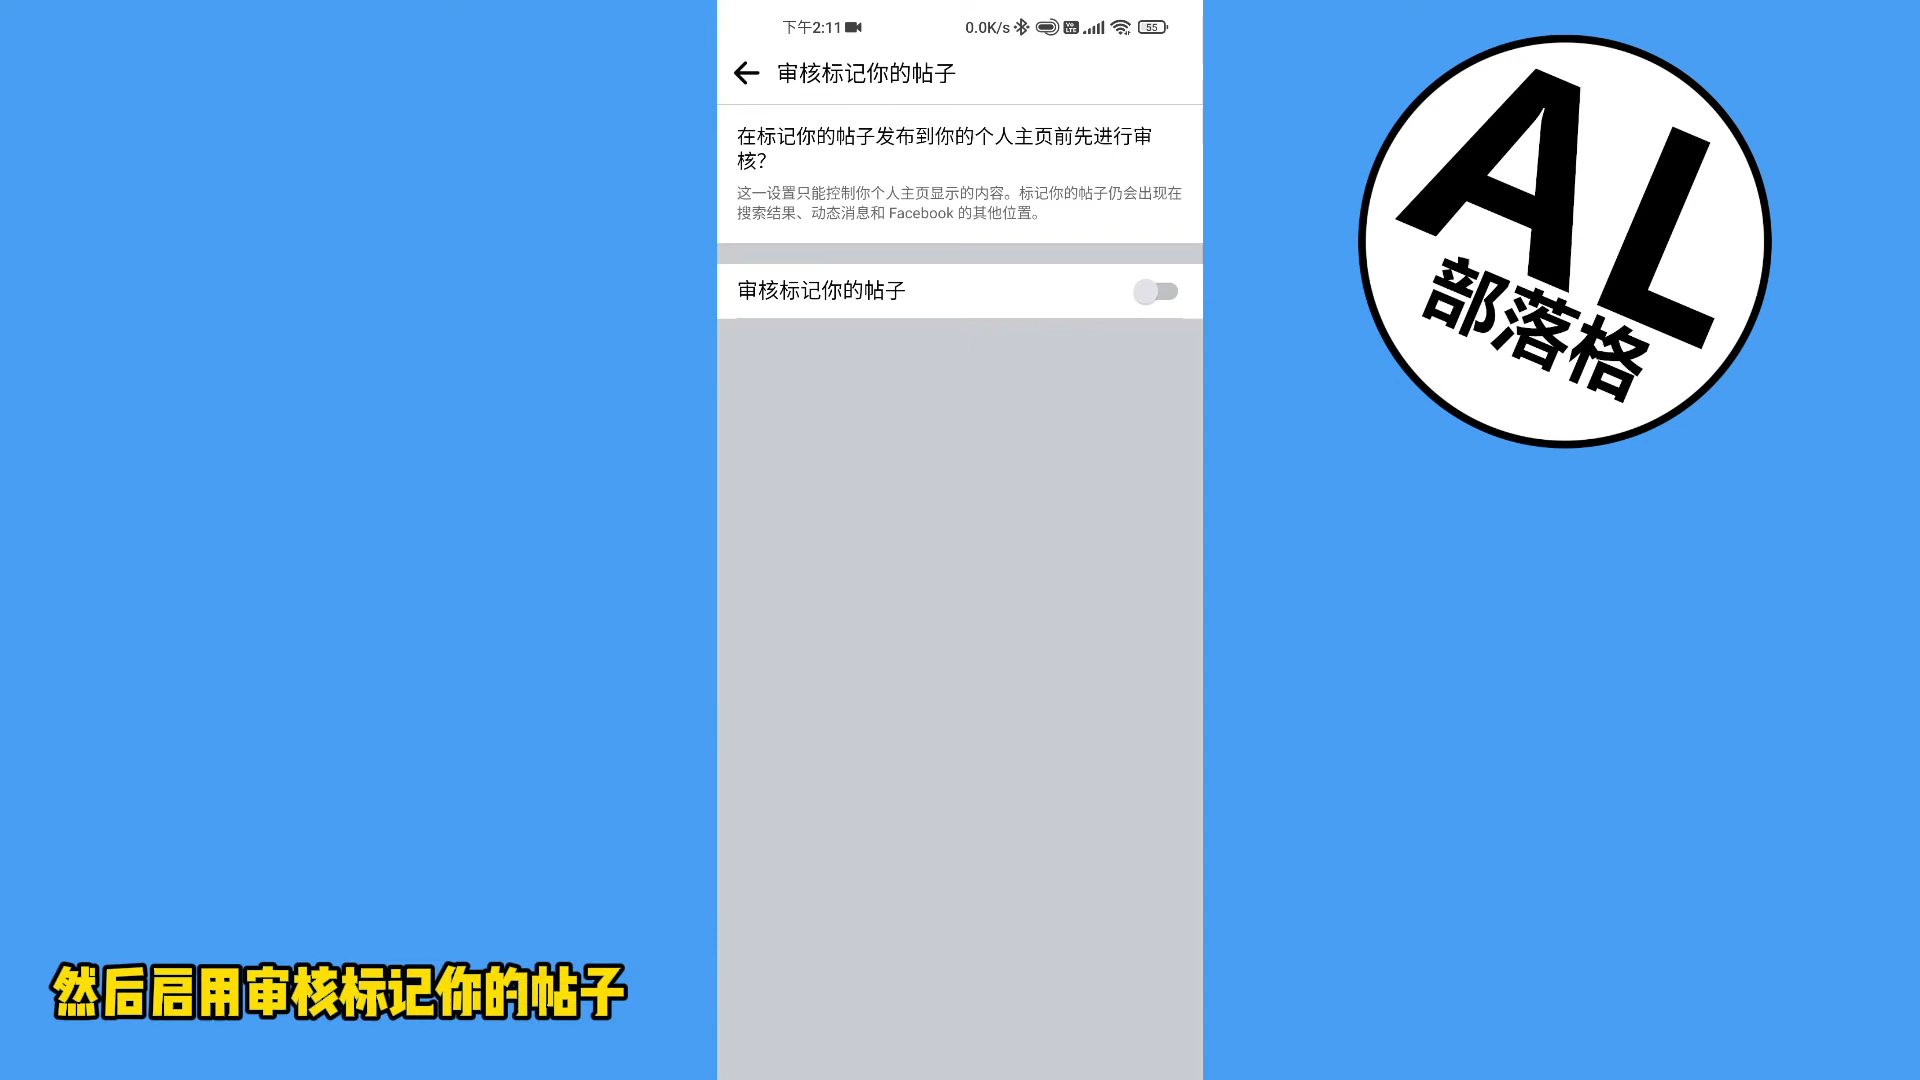 下午2:11
0.0K/s
Vo
LTE
55
审核标记你的帖子
在标记你的帖子发布到你的个人主页前先进行审
核?
这一设置只能控制你个人主页显示的内容。标记你的帖子仍会出现在
搜索结果、动态消息和 Facebook 的其他位置。
审核标记你的帖子
AL
部落格
然后启用审核标记你的帖子